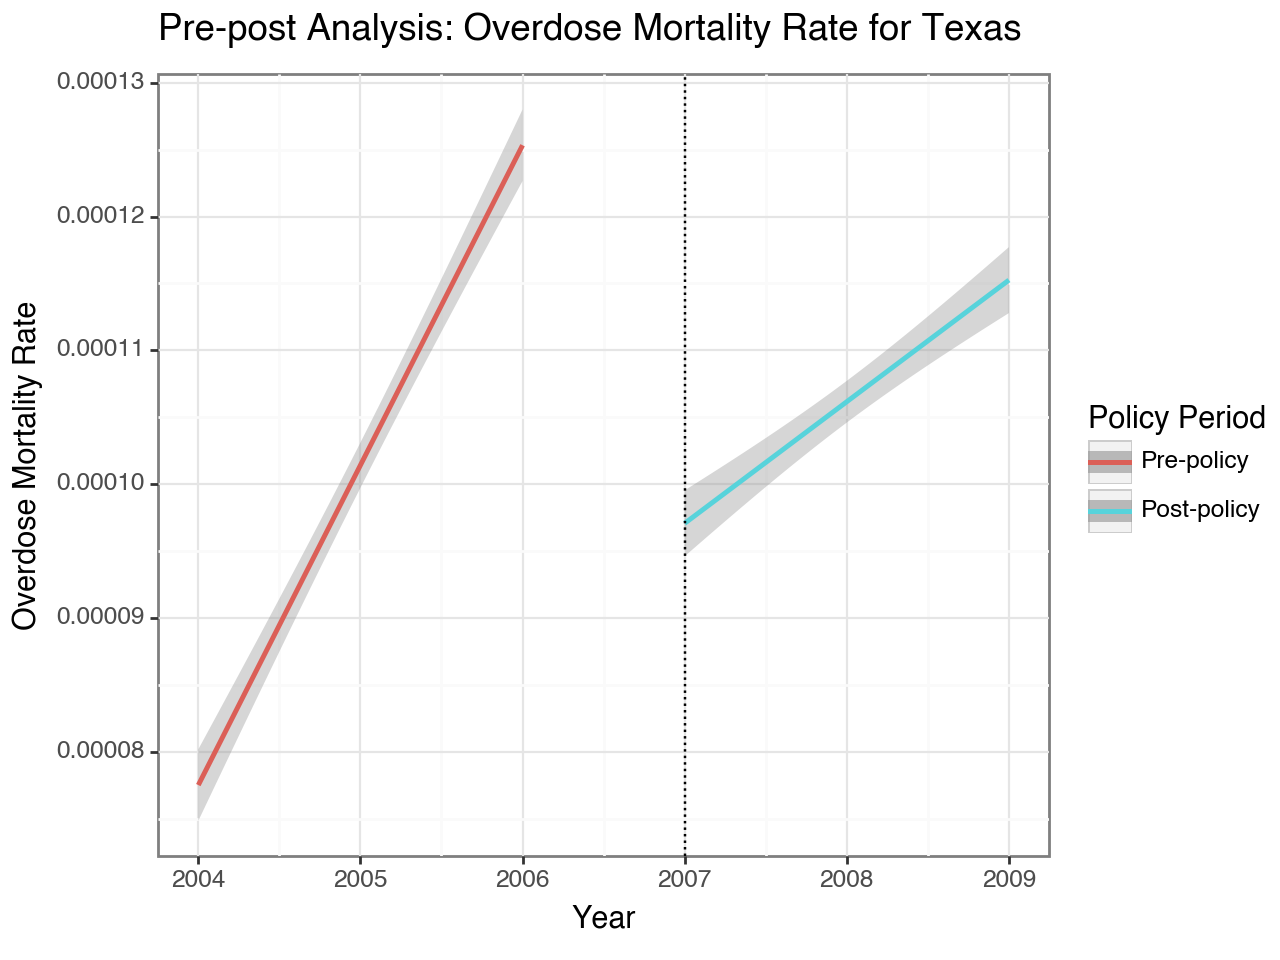 Pre-post Analysis: Overdose Mortality Rate for Texas
0.00013
0.00012
0.00011
0.00010
0.00009
0.00008
Overdose Mortality Rate
2004 2005 2006 2007 2008 2009
Year
Policy Period
Pre-policy
Post-policy